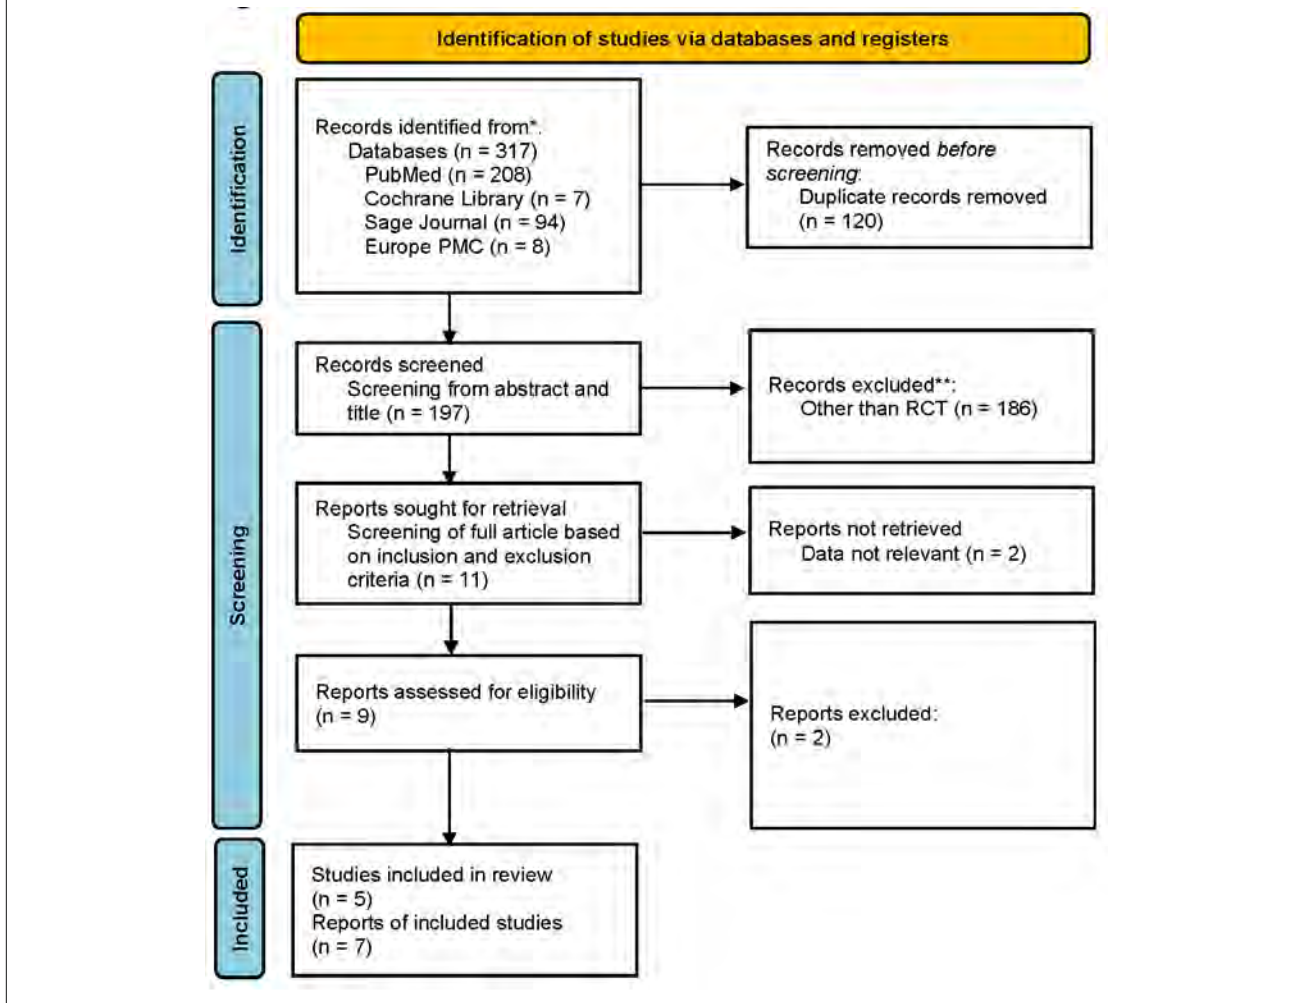 Identification of studies via databases and registers
Identification
Records identified from*:
Databases (n = 317)
PubMed (n = 208)
Cochrane Library (n = 7)
Sage Journal (n = 94)
Europe PMC (n = 8)
Records removed before
screening:
Duplicate records removed
(n = 120)
Screening
Records screened
Screening from abstract and
title (n = 197)
Records excluded**:
Other than RCT (n = 186)
Reports sought for retrieval
Screening of full article based
on inclusion and exclusion
criteria (n = 11)
Reports not retrieved
Data not relevant (n = 2)
Reports assessed for eligibility
(n = 9)
Reports excluded:
(n = 2)
Included
Studies included in review
(n = 5)
Reports of included studies
(n = 7)